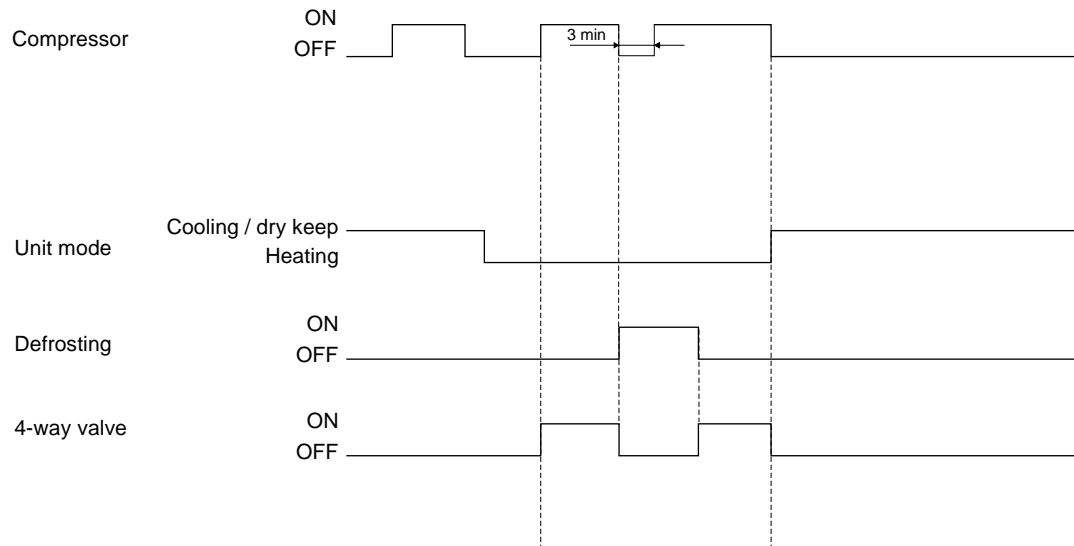 ON
Compressor
OFF
3 min
Cooling / dry keep
Unit mode
Heating
ON
Defrosting
OFF
ON
4-way valve
OFF